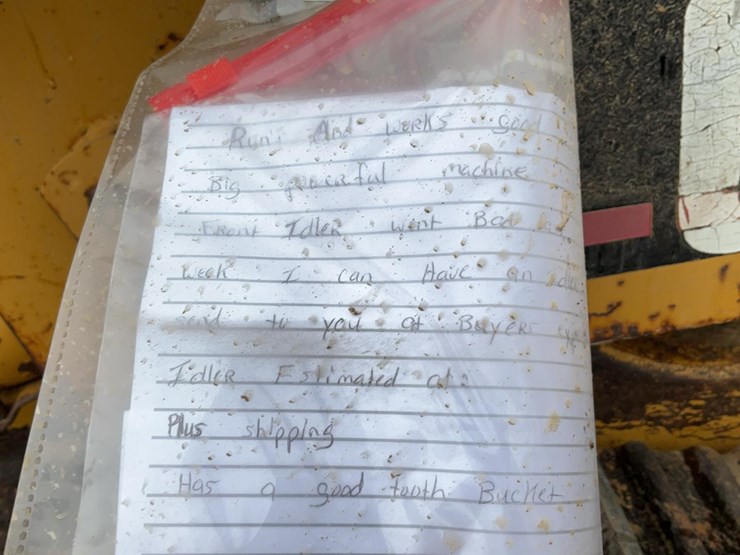 Runs And works good
Big powerful machine
Front Idler went Bad
week I can Have an
send to you at Buyers
Idler Estimated at:
Plus shipping
Has a good tooth Bucket